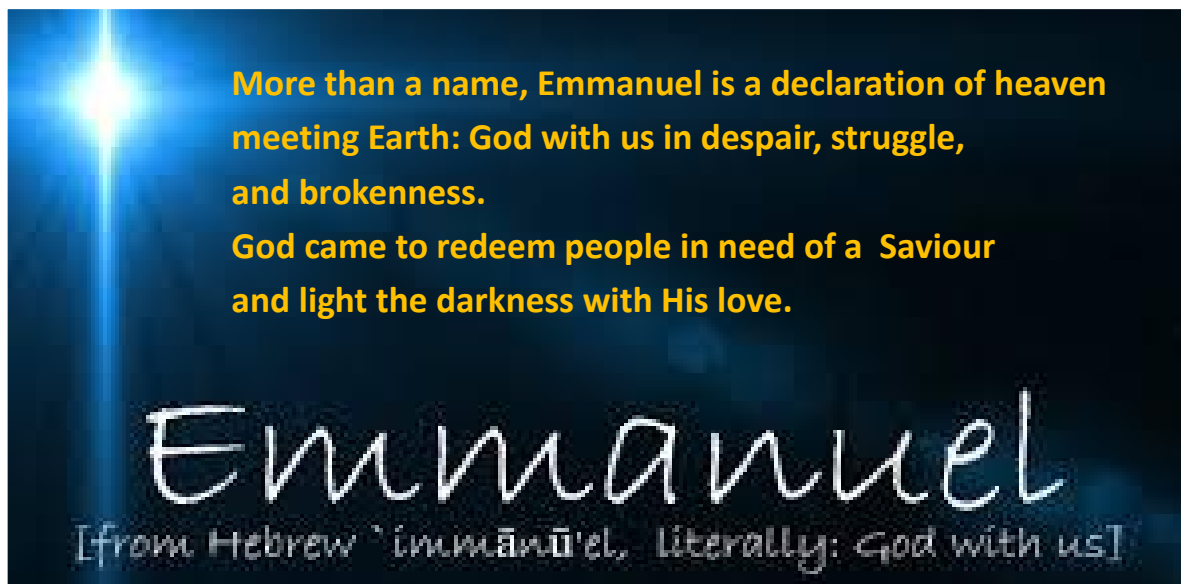 More than a name, Emmanuel is a declaration of heaven
meeting Earth: God with us in despair, struggle,
and brokenness.
God came to redeem people in need of a  Saviour
and light the darkness with His love.
Emmanuel
[from Hebrew `immānū'el,  literally: God with us]